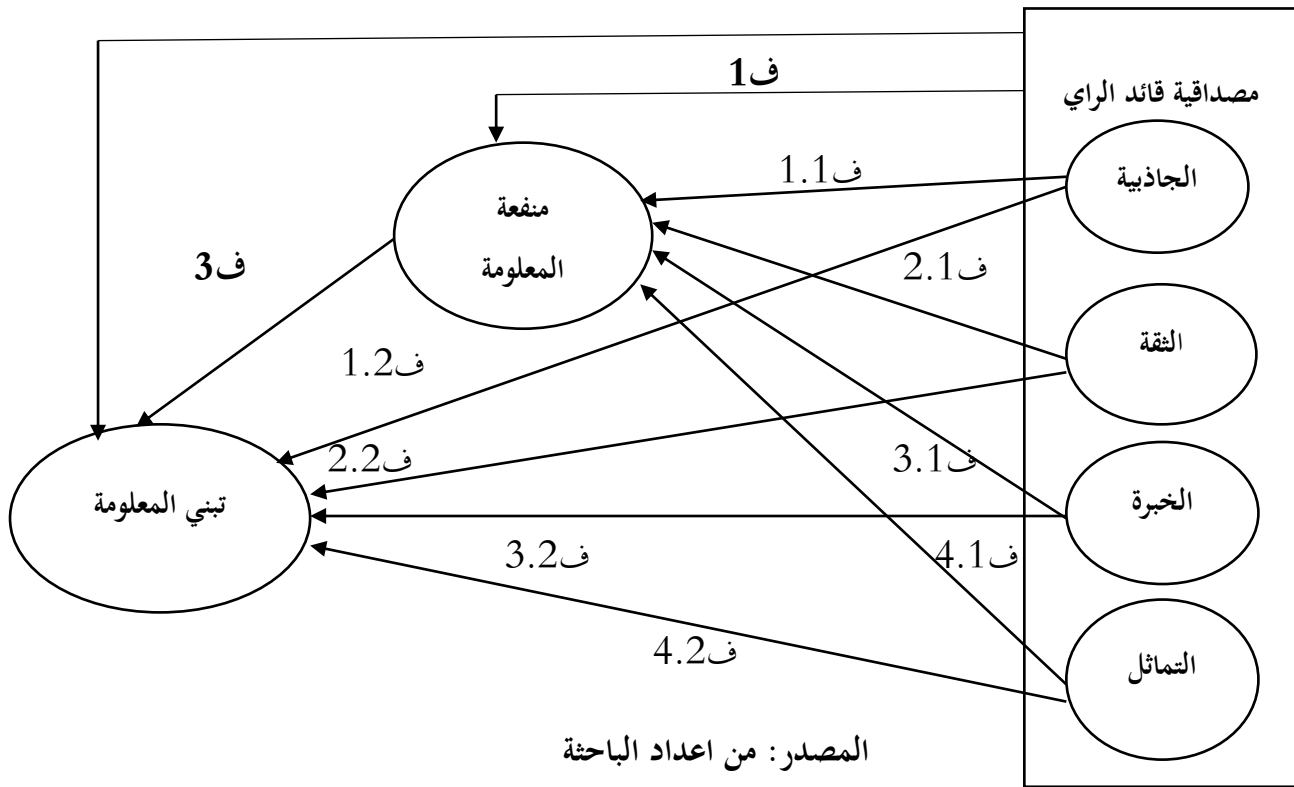 ف1
مصداقية قائد الراي
الجاذبية
ف1.1
منفعة
المعلومة
ف2.1
ف3
الثقة
ف1.2
ف2.2
ف3.1
الخبرة
تبني المعلومة
ف3.2
ف4.1
ف4.2
التماثل
المصدر: من اعداد الباحثة